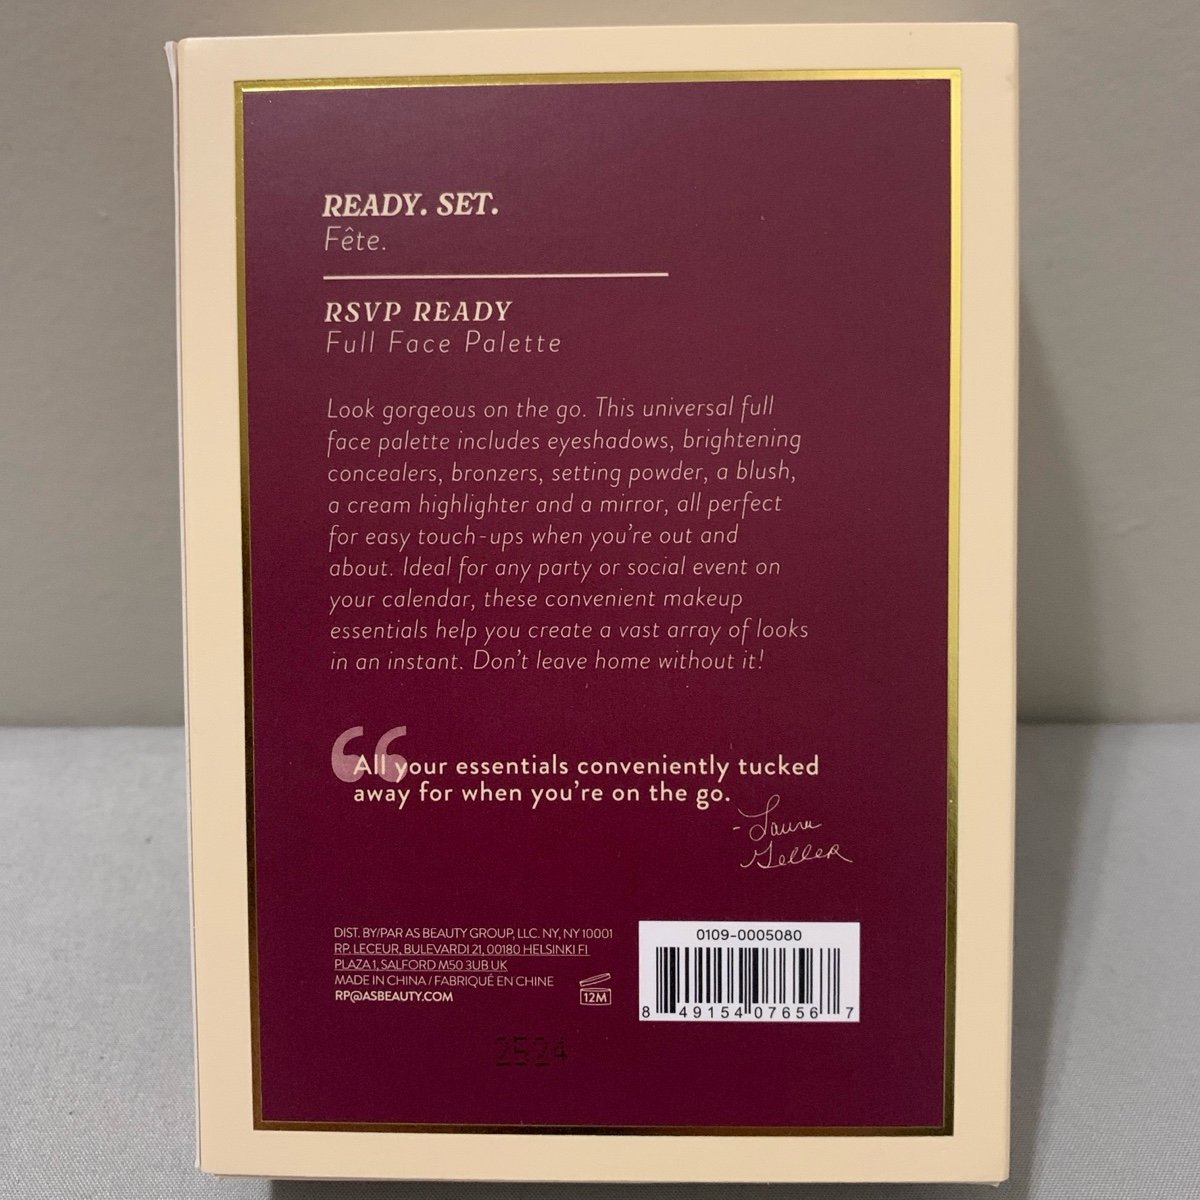 READY. SET.
Fête.
RSVP READY
Full Face Palette
Look gorgeous on the go. This universal full
face palette includes eyeshadows, brightening
concealers, bronzers, setting powder, a blush,
a cream highlighter and a mirror, all perfect
for easy touch-ups when you're out and
about. Ideal for any party or social event on
your calendar, these convenient makeup
essentials help you create a vast array of looks
in an instant. Don't leave home without it!
“All your essentials conveniently tucked
away for when you're on the go.
- Laura
Geller
DIST. BY/PAR AS BEAUTY GROUP, LLC. NY, NY 10001
RP. LECEUR, BULEVARDI 21, 00180 HELSINKI FI
PLAZA 1, SALFORD M50 3UB UK
MADE IN CHINA / FABRIQUÉ EN CHINE
RP@ASBEAUTY.COM
12M
0109-0005080
8 49154 07656 7
2524